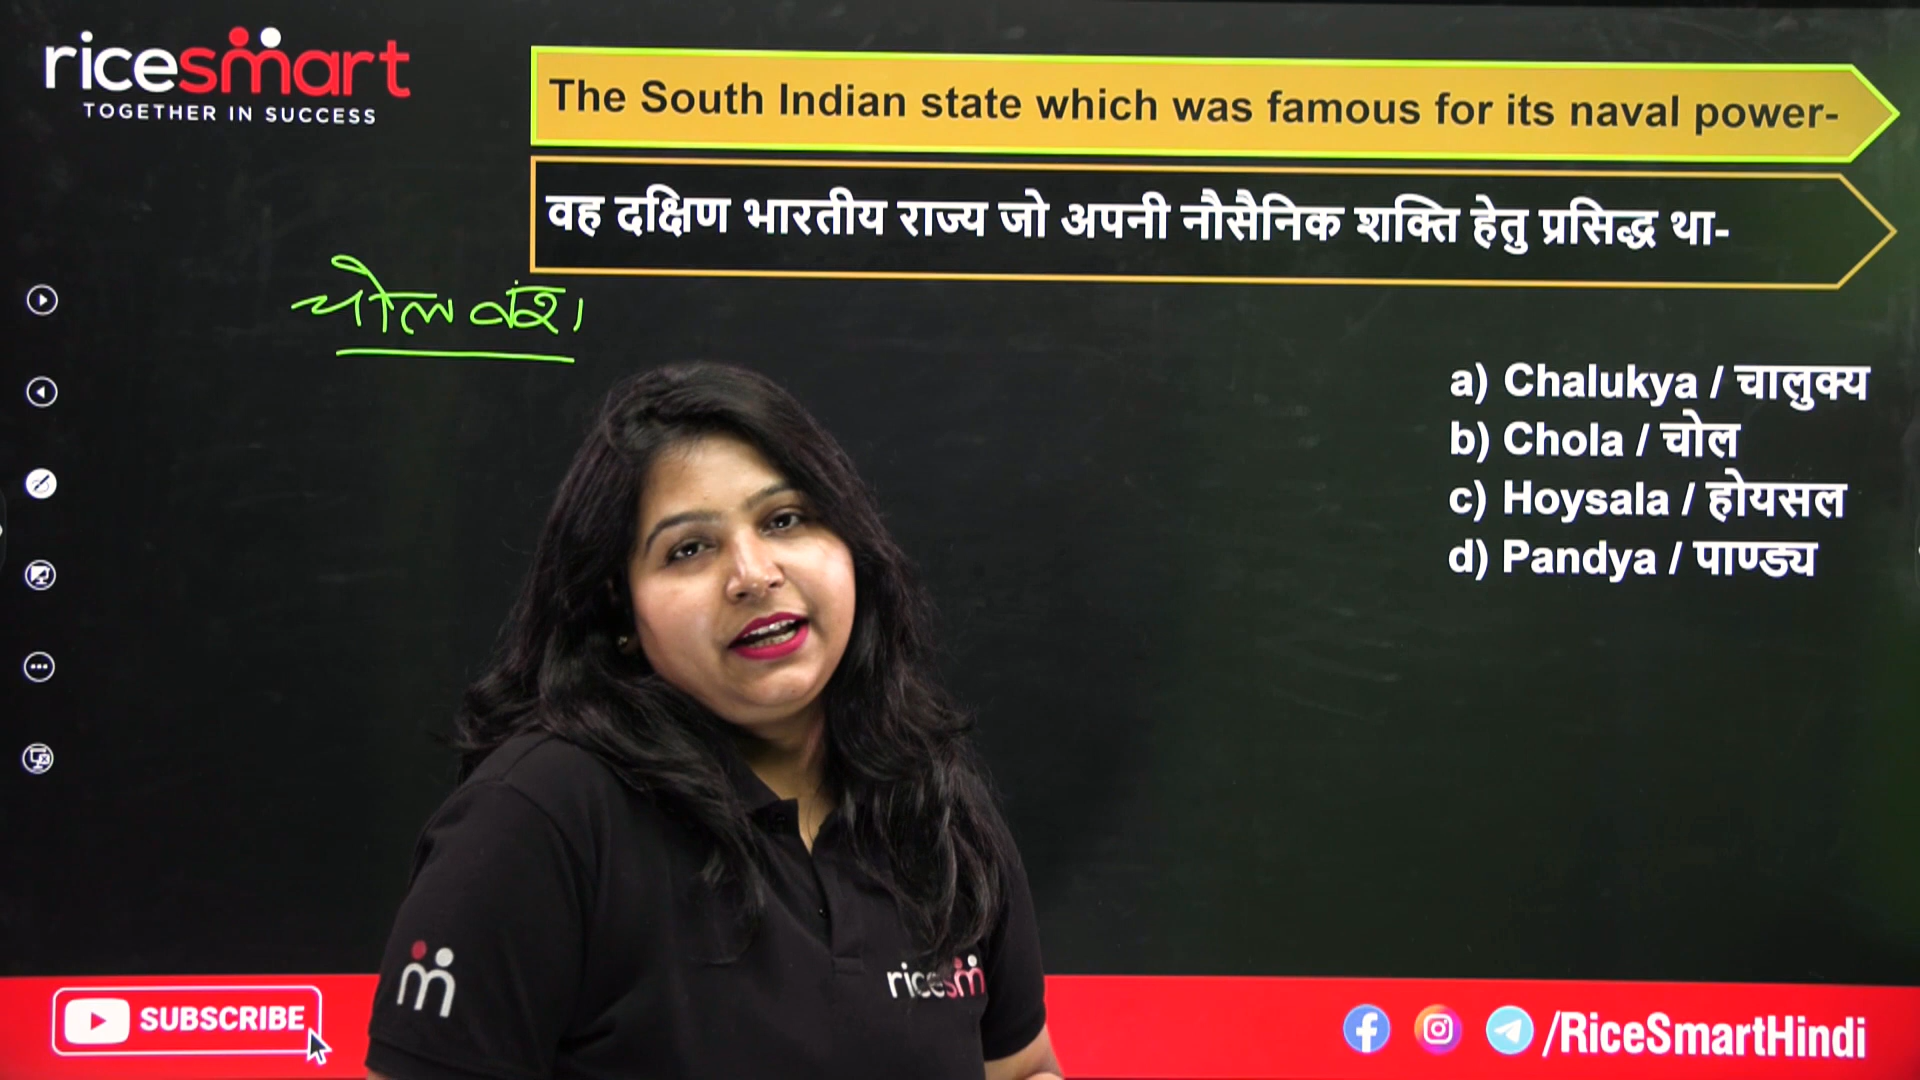 ricesmart
TOGETHER IN SUCCESS
The South Indian state which was famous for its naval power-
वह दक्षिण भारतीय राज्य जो अपनी नौसैनिक शक्ति हेतु प्रसिद्ध था-
चोल वंश।
a) Chalukya / चालुक्य
b) Chola / चोल
c) Hoysala / होयसल
d) Pandya / पाण्ड्य
ricesm
SUBSCRIBE
/RiceSmartHindi